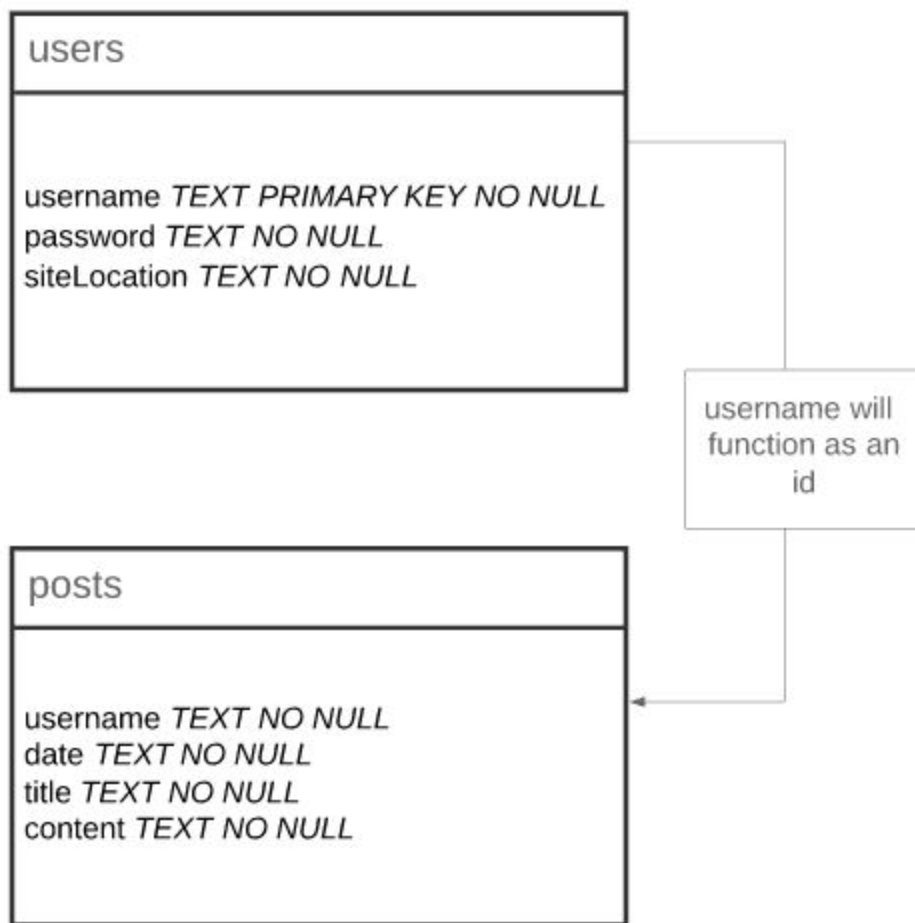 users
username TEXT PRIMARY KEY NO NULL
password TEXT NO NULL
siteLocation TEXT NO NULL
username will
function as an
id
posts
username TEXT NO NULL
date TEXT NO NULL
title TEXT NO NULL
content TEXT NO NULL